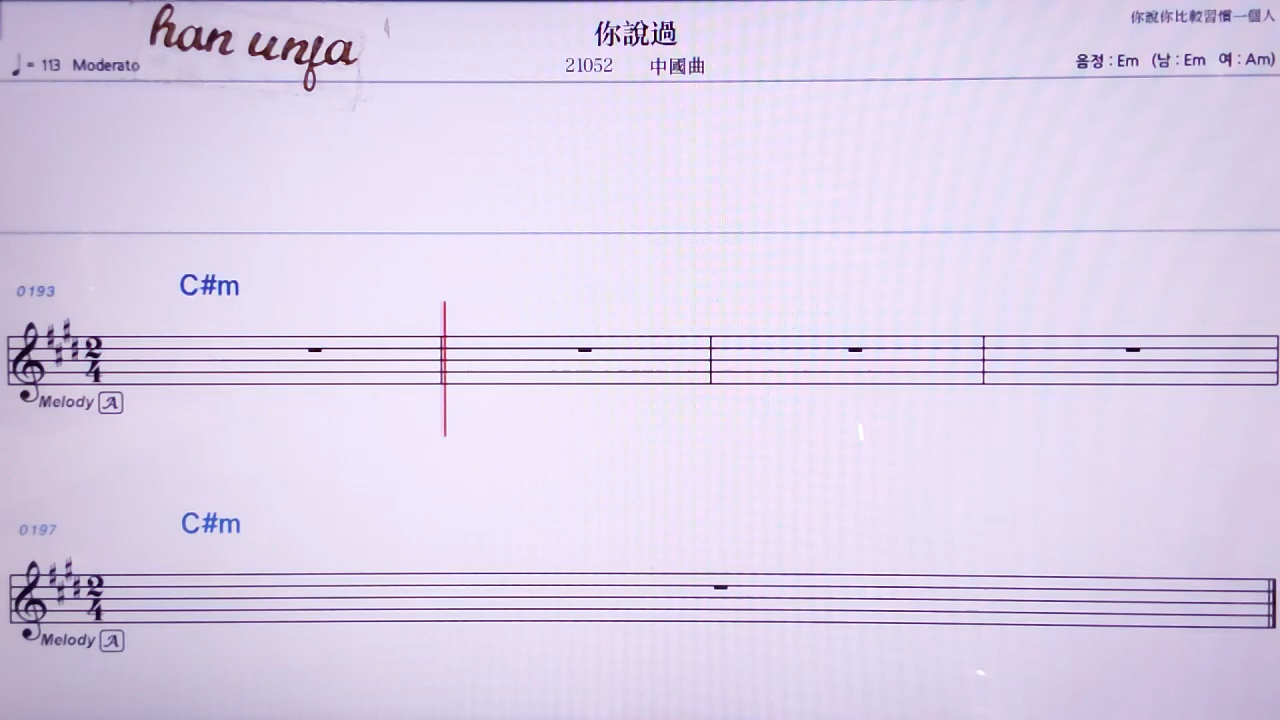 han unfa
你說過
你說你比較習慣一個人
♩= 113 Moderato
21052 中國曲
음정 : Em (남 : Em 여 : Am)
0193
C#m
2
4
Melody A
0197
C#m
2
4
Melody A